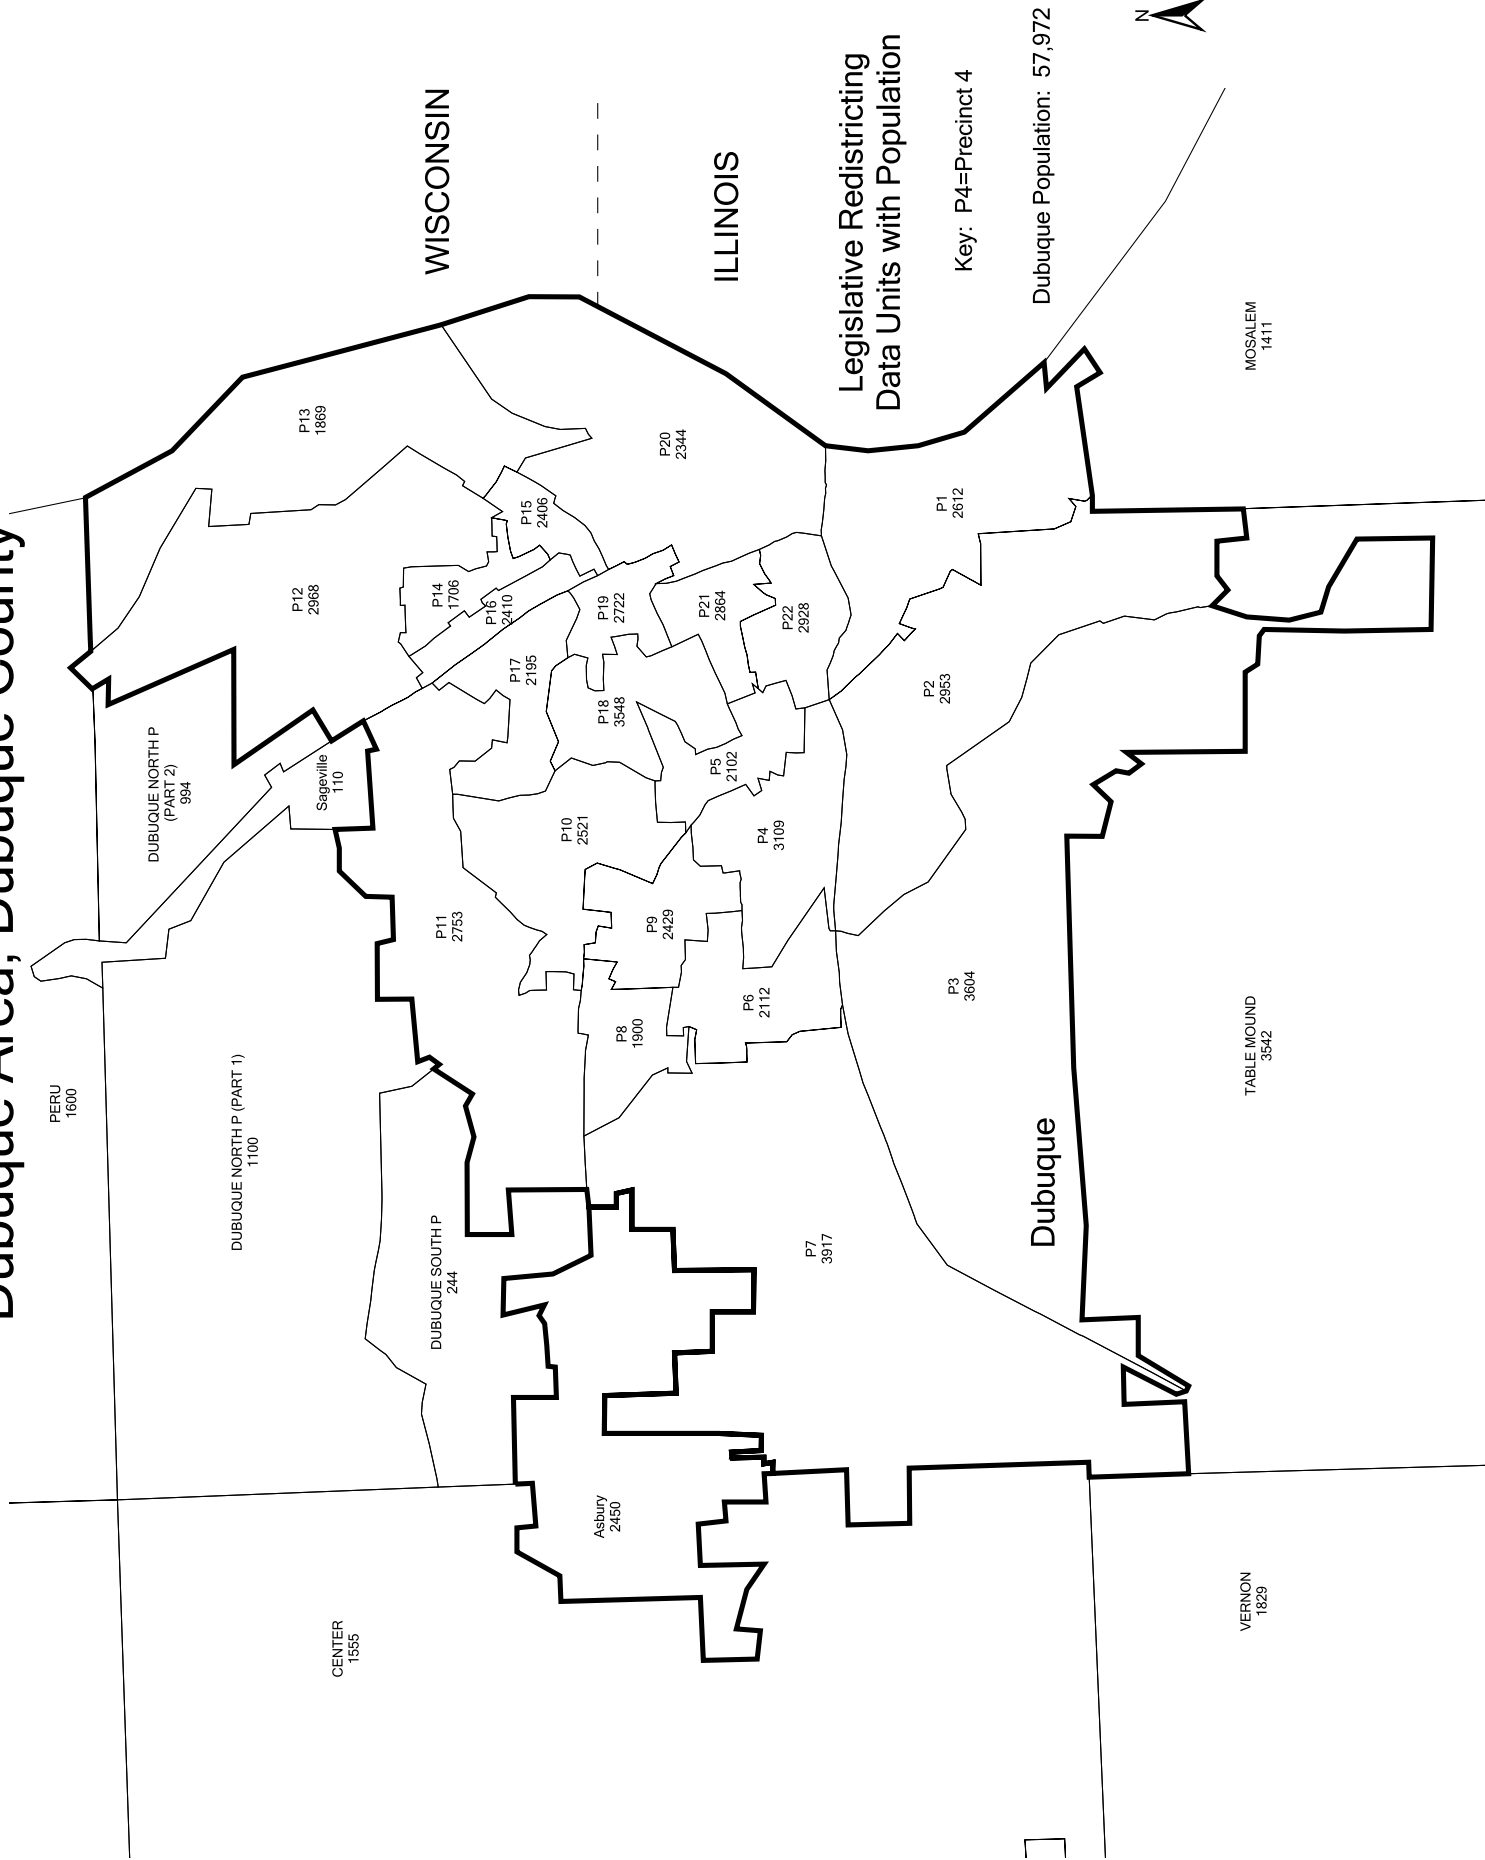 Dubuque Area, Dubuque County
WISCONSIN
ILLINOIS
Legislative Redistricting
Data Units with Population
Key: P4=Precinct 4
Dubuque Population: 57,972
N
PERU
1600
DUBUQUE NORTH P
(PART 2)
994
DUBUQUE NORTH P (PART 1)
1100
DUBUQUE SOUTH P
244
Sageville
110
CENTER
1555
Asbury
2450
VERNON
1829
TABLE MOUND
3542
MOSALEM
1411
Dubuque
P13
1869
P12
2968
P14
1706
P16
2410
P15
2406
P20
2344
P17
2195
P19
2722
P21
2864
P22
2928
P18
3548
P5
2102
P10
2521
P11
2753
P9
2429
P4
3109
P8
1900
P6
2112
P7
3917
P3
3604
P2
2953
P1
2612